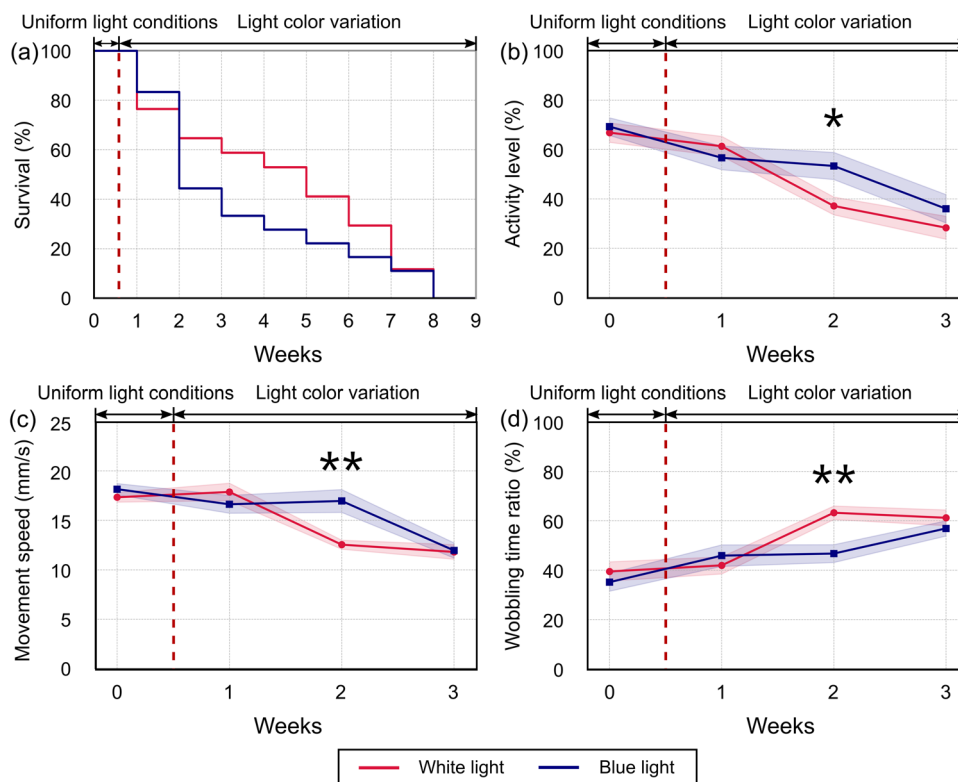 Uniform light conditions Light color variation
(a)
Survival (%)
100
80
60
40
20
0
0 1 2 3 4 5 6 7 8 9
Weeks
Uniform light conditions Light color variation
(b)
Activity level (%)
100
80
60
40
20
0
*
0 1 2 3
Weeks
Uniform light conditions Light color variation
(c)
Movement speed (mm/s)
25
20
15
10
5
0
**
0 1 2 3
Weeks
Uniform light conditions Light color variation
(d)
Wobbling time ratio (%)
100
80
60
40
20
0
**
0 1 2 3
Weeks
White light Blue light